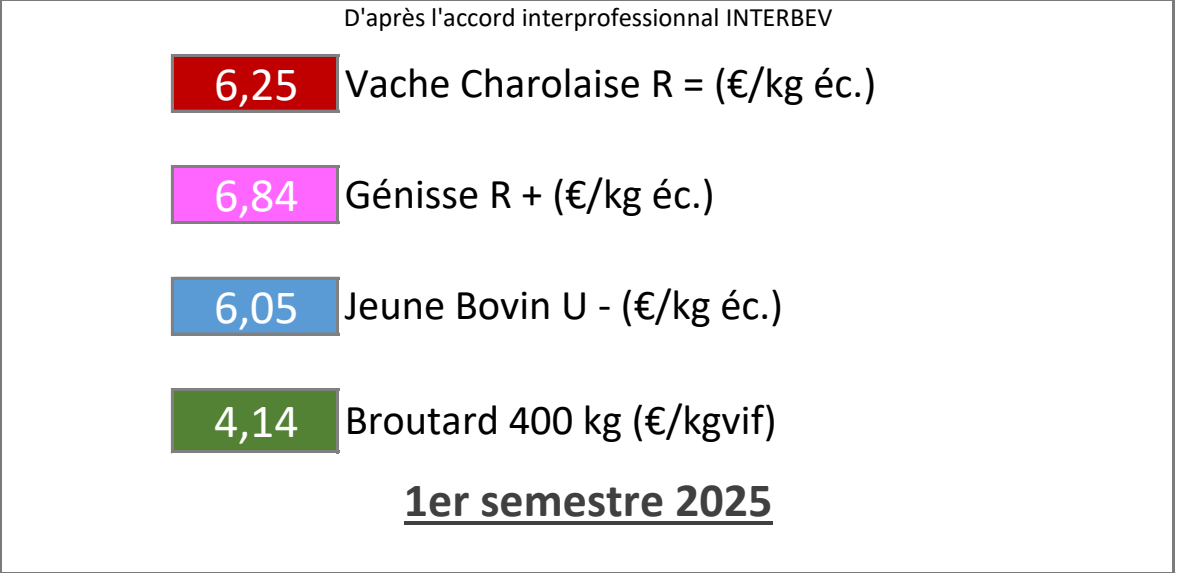 D'après l'accord interprofessionnal INTERBEV
6,25 Vache Charolaise R = (€/kg éc.)
6,84 Génisse R + (€/kg éc.)
6,05 Jeune Bovin U - (€/kg éc.)
4,14 Broutard 400 kg (€/kgvif)
1er semestre 2025